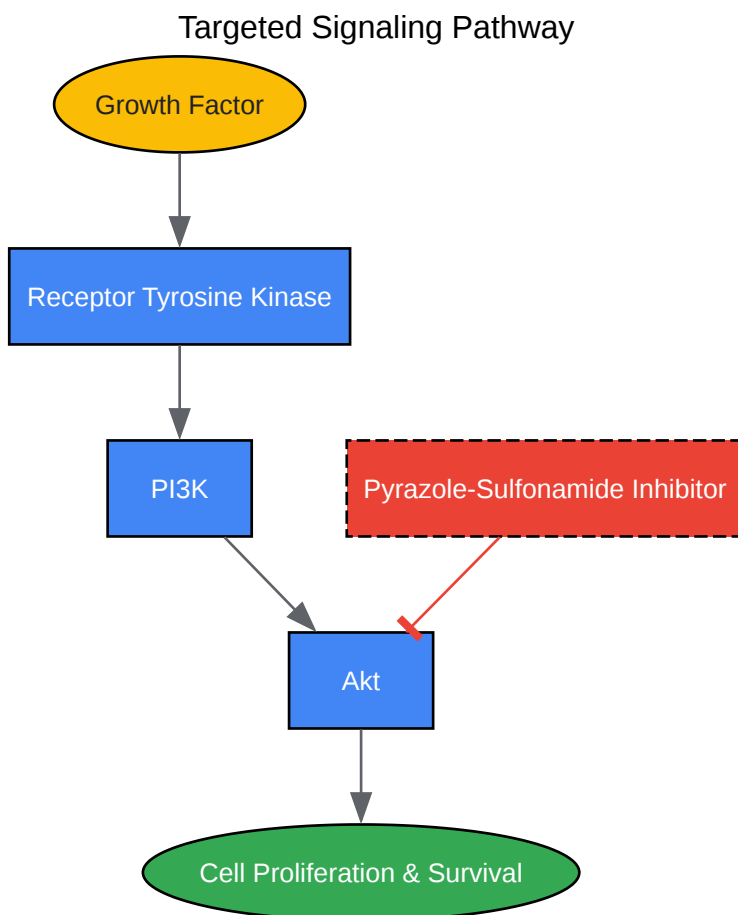 Targeted Signaling Pathway
Growth Factor
Receptor Tyrosine Kinase
PI3K
Pyrazole-Sulfonamide Inhibitor
Akt
Cell Proliferation & Survival